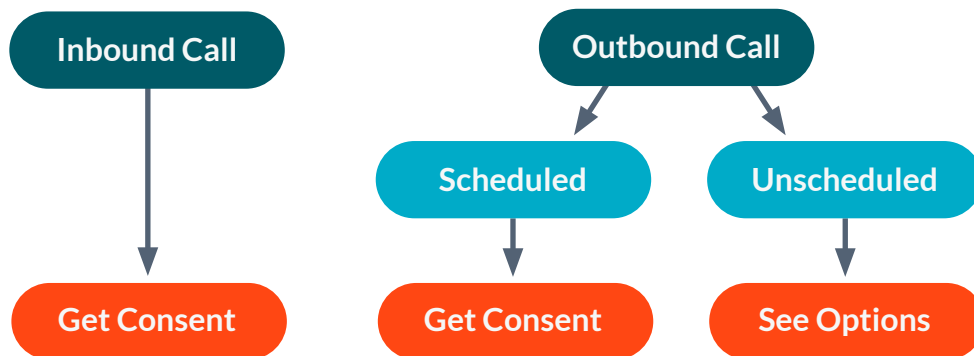 Inbound Call
Outbound Call
Scheduled
Unscheduled
Get Consent
Get Consent
See Options